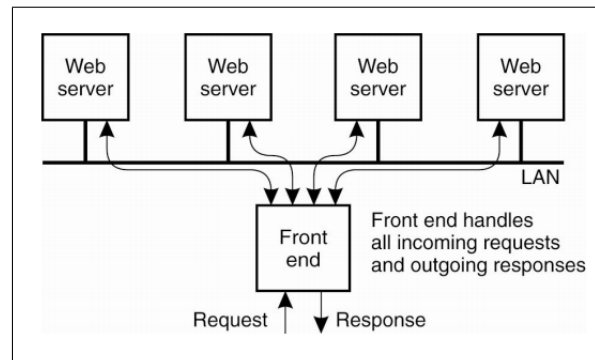 Web
server
Web
server
Web
server
Web
server
LAN
Front
end
Front end handles
all incoming requests
and outgoing responses
Request
Response